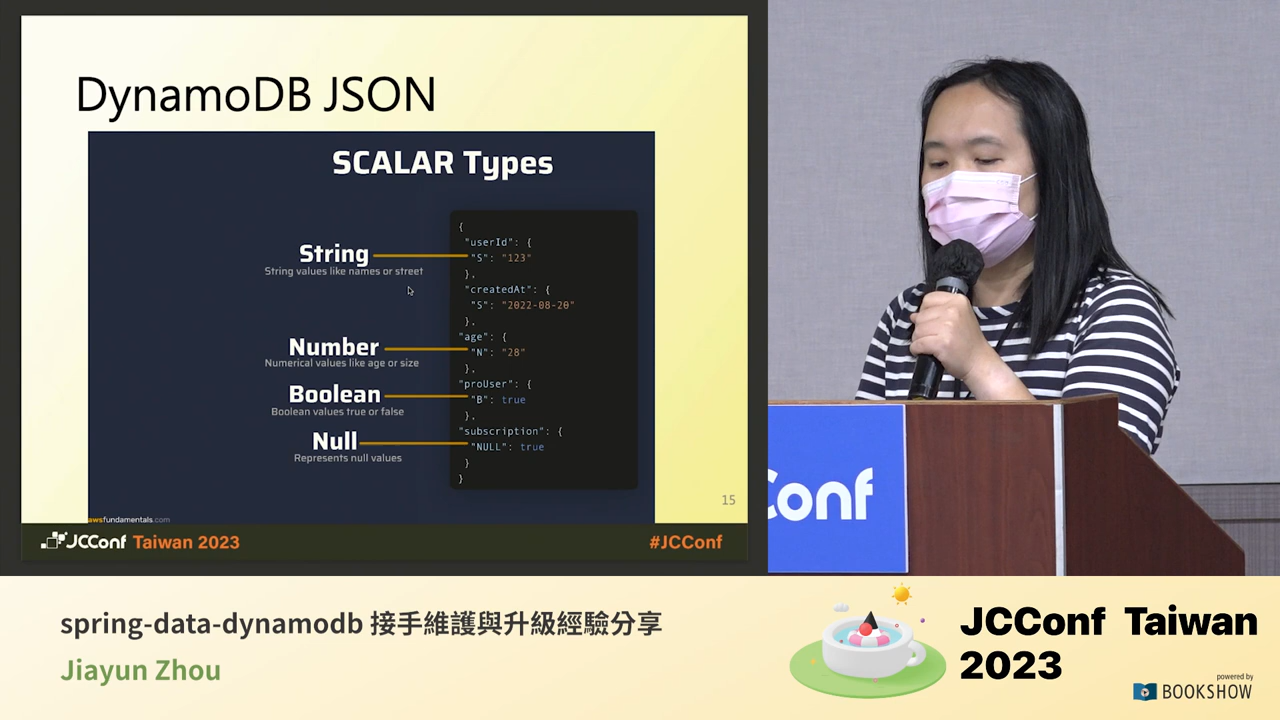 DynamoDB JSON
SCALAR Types
String
String values like names or street
Number
Numerical values like age or size
Boolean
Boolean values true or false
Null
Represents null values
{
"userId": {
"S": "123"
},
"createdAt": {
"S": "2022-08-20"
},
"age": {
"N": "28"
},
"proUser": {
"B": true
},
"subscription": {
"NULL": true
}
}
awsfundamentals.com
15
JCConf Taiwan 2023
#JCConf
Conf
spring-data-dynamodb 接手維護與升級經驗分享
Jiayun Zhou
JCConf Taiwan
2023
powered by
BOOKSHOW